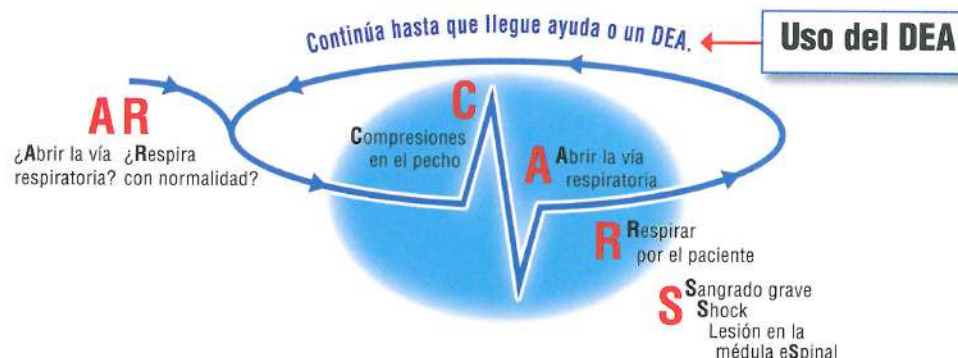 Continúa hasta que llegue ayuda o un DEA.
Uso del DEA
A R
¿Abrir la vía ¿Respira
respiratoria? con normalidad?
C
Compresiones
en el pecho
A Abrir la vía
respiratoria
R Respirar
por el paciente
S Sangrado grave
Shock
Lesión en la
médula eSpinal